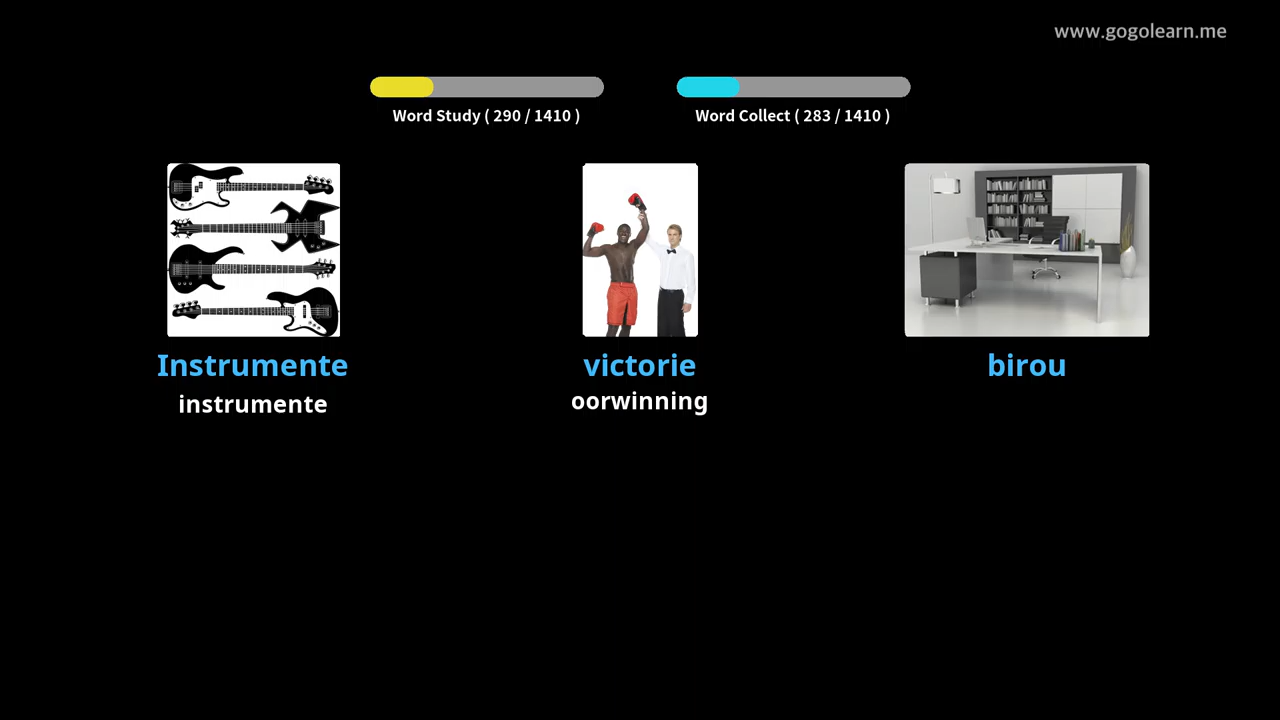 www.gogolearn.me
Word Study ( 290 / 1410 )
Word Collect ( 283 / 1410 )
Instrumente
instrumente
victorie
oorwinning
birou